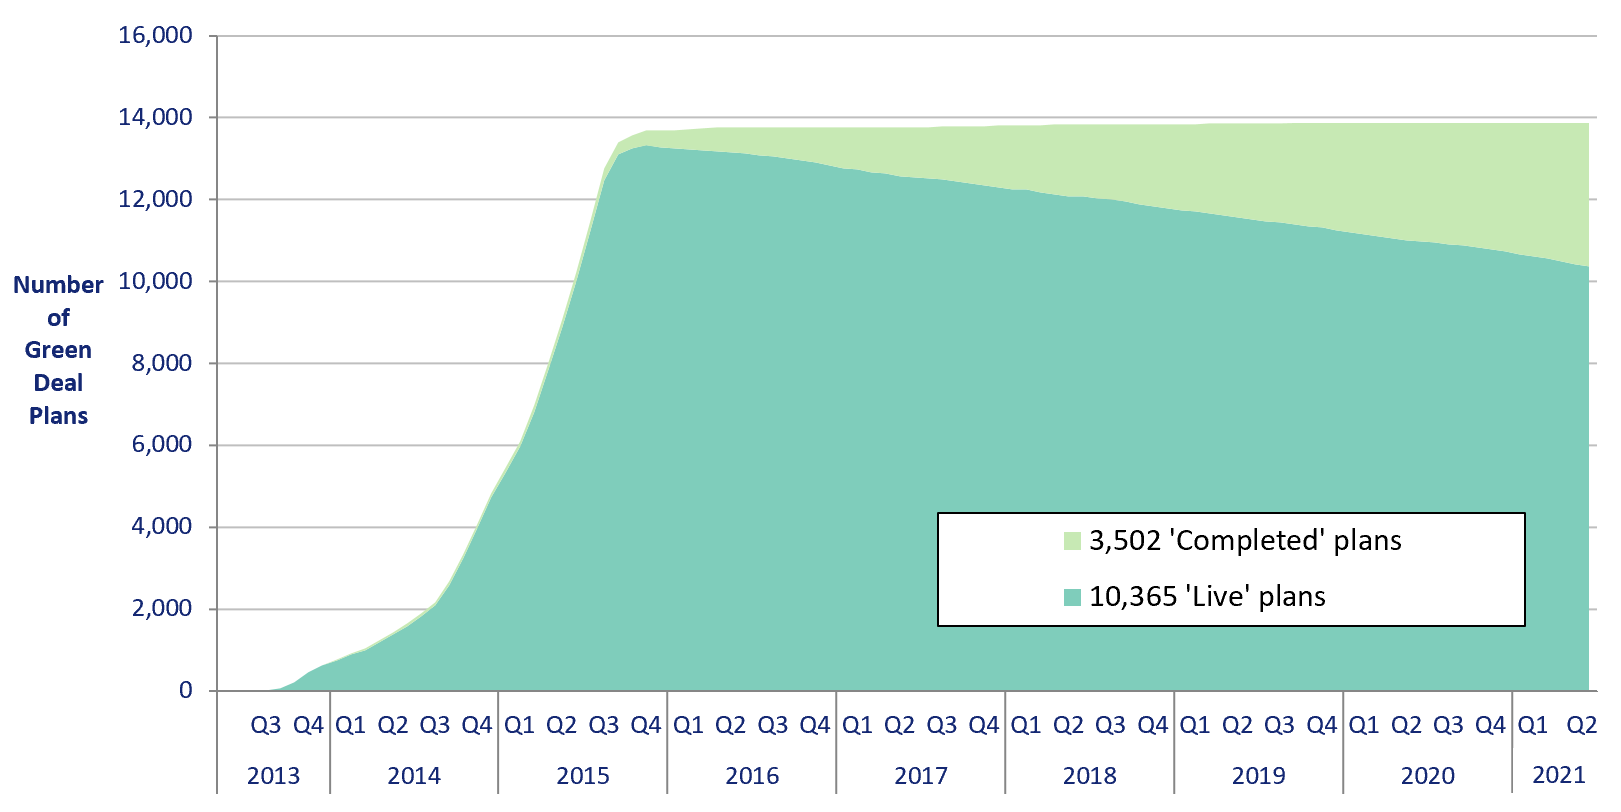 16,000
14,000
12,000
10,000
8,000
6,000
4,000
2,000
0
Number
of
Green
Deal
Plans
3,502 'Completed' plans
10,365 'Live' plans
Q3 Q4 Q1 Q2 Q3 Q4 Q1 Q2 Q3 Q4 Q1 Q2 Q3 Q4 Q1 Q2 Q3 Q4 Q1 Q2 Q3 Q4 Q1 Q2 Q3 Q4 Q1 Q2 Q3 Q4 Q1 Q2
2013 2014 2015 2016 2017 2018 2019 2020 2021